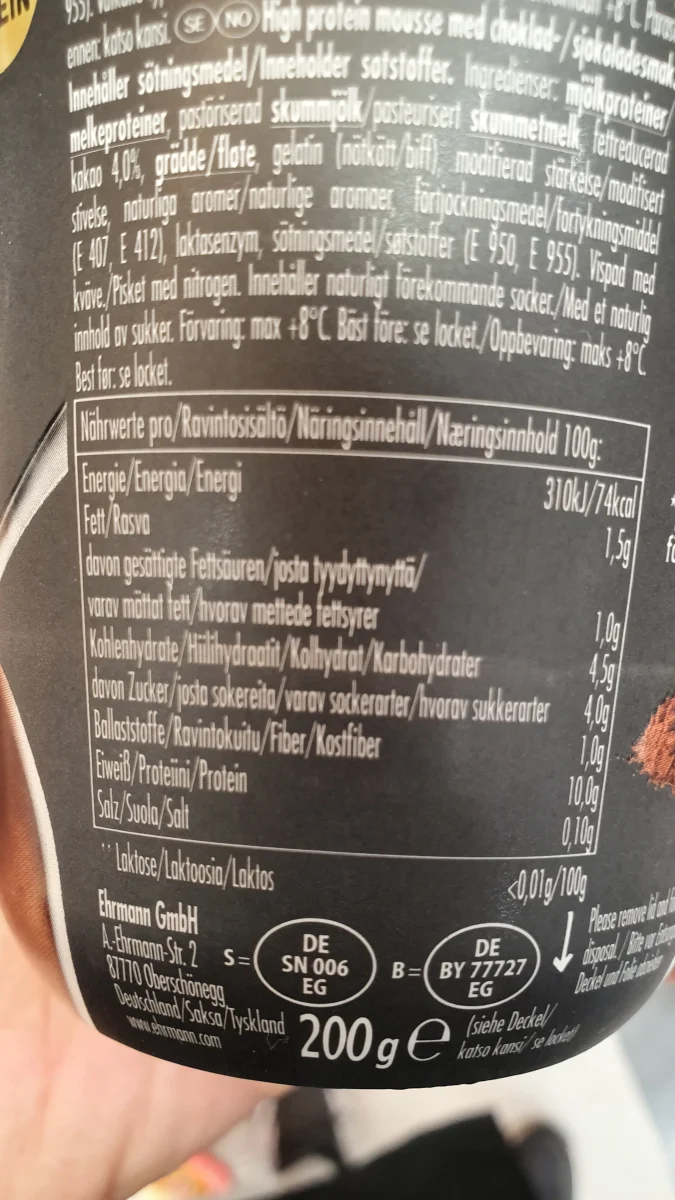 EIN
ennen: katso kansi. SE NO High protein mousse med choklad-/sjokoladesmak.
Innehåller sötningsmedel/Inneholder søtstoffer. Ingredienser: mjölkproteiner/
melkeproteiner, pastöriserad skummjölk/pasteurisert skummetmelk, fettreducerad
kakao 4,0%, grädde/fløte, gelatin (nötkött/biff), modifierad stärkelse/modifisert
stivelse, naturliga aromer/naturlige aromaer, förtjockningsmedel/fortykningsmiddel
(E 407, E 412), laktasenzym, sötningsmedel/søtstoffer (E 950, E 955). Vispad med
kväve./Pisket med nitrogen. Innehåller naturligt förekommande socker./Med et naturlig
innhold av sukker. Förvaring: max +8°C. Bäst före: se locket./Oppbevaring: maks +8°C.
Best før: se locket.
Nährwerte pro/Ravintosisältö/Näringsinnehåll/Næringsinnhold 100g:
Energie/Energia/Energi 310kJ/74kcal
Fett/Rasva 1,5g
davon gesättigte Fettsäuren/josta tyydyttynyttä/
varav mättat fett/hvorav mettede fettsyrer 1,0g
Kohlenhydrate/Hiilihydraatit/Kolhydrat/Karbohydrater 4,5g
davon Zucker/josta sokereita/varav sockerarter/hvorav sukkerarter 4,0g
Ballaststoffe/Ravintokuitu/Fiber/Kostfiber 1,0g
Eiweiß/Proteiini/Protein 10,0g
Salz/Suola/Salt 0,10g
** Laktose/Laktoosia/Laktos <0,01g/100g
Ehrmann GmbH
A.-Ehrmann-Str. 2
87770 Oberschönegg
Deutschland/Saksa/Tyskland
www.ehrmann.com
S= DE SN 006 EG
B= DE BY 77727 EG
200g e (siehe Deckel/
katso kansi/ se locket)
Please remove lid and
disposal. / Bitte vor
Deckel und Folie